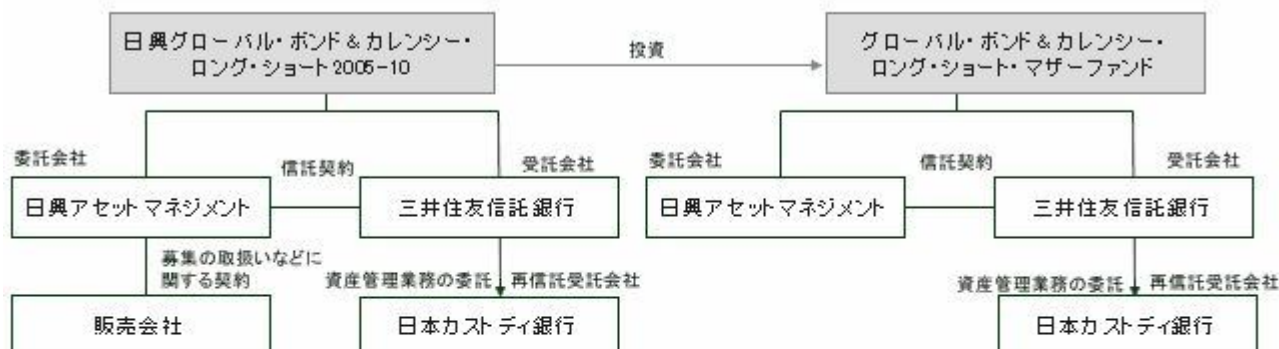 日興グローバル・ボンド＆カレンシー・
ロング・ショート2005-10
投資
グローバル・ボンド＆カレンシー・
ロング・ショート・マザーファンド
委託会社
信託契約
受託会社
委託会社
信託契約
受託会社
日興アセットマネジメント
三井住友信託銀行
日興アセットマネジメント
三井住友信託銀行
募集の取扱いなどに
関する契約
資産管理業務の委託
再信託受託会社
資産管理業務の委託
再信託受託会社
販売会社
日本カストディ銀行
日本カストディ銀行